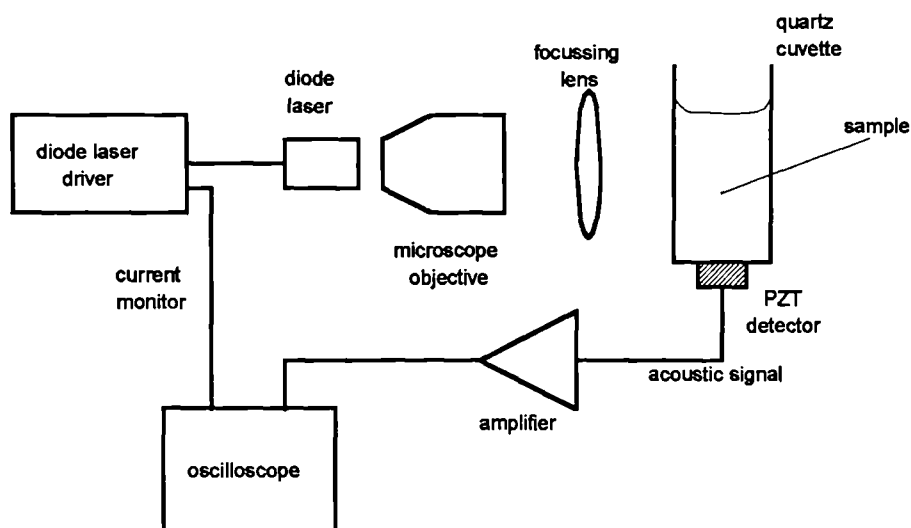 quartz
cuvette
focussing
lens
diode
laser
sample
diode laser
driver
microscope
objective
current
monitor
PZT
detector
acoustic signal
amplifier
oscilloscope